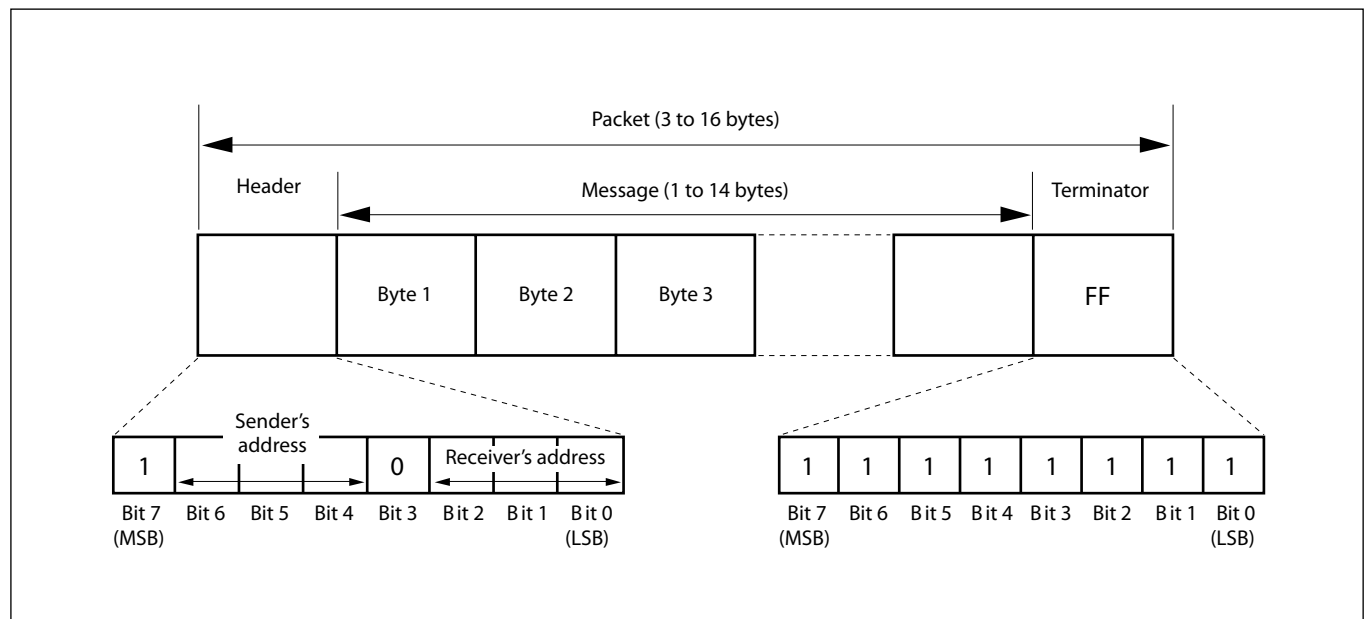 Packet (3 to 16 bytes)
Header
Message (1 to 14 bytes)
Terminator
Byte 1
Byte 2
Byte 3
FF
Sender's
address
1
0
Receiver's address
Bit 7
(MSB)
Bit 6
Bit 5
Bit 4
Bit 3
Bit 2
Bit 1
Bit 0
(LSB)
1 1 1 1 1 1 1 1
Bit 7
(MSB)
Bit 6
Bit 5
Bit 4
Bit 3
Bit 2
Bit 1
Bit 0
(LSB)